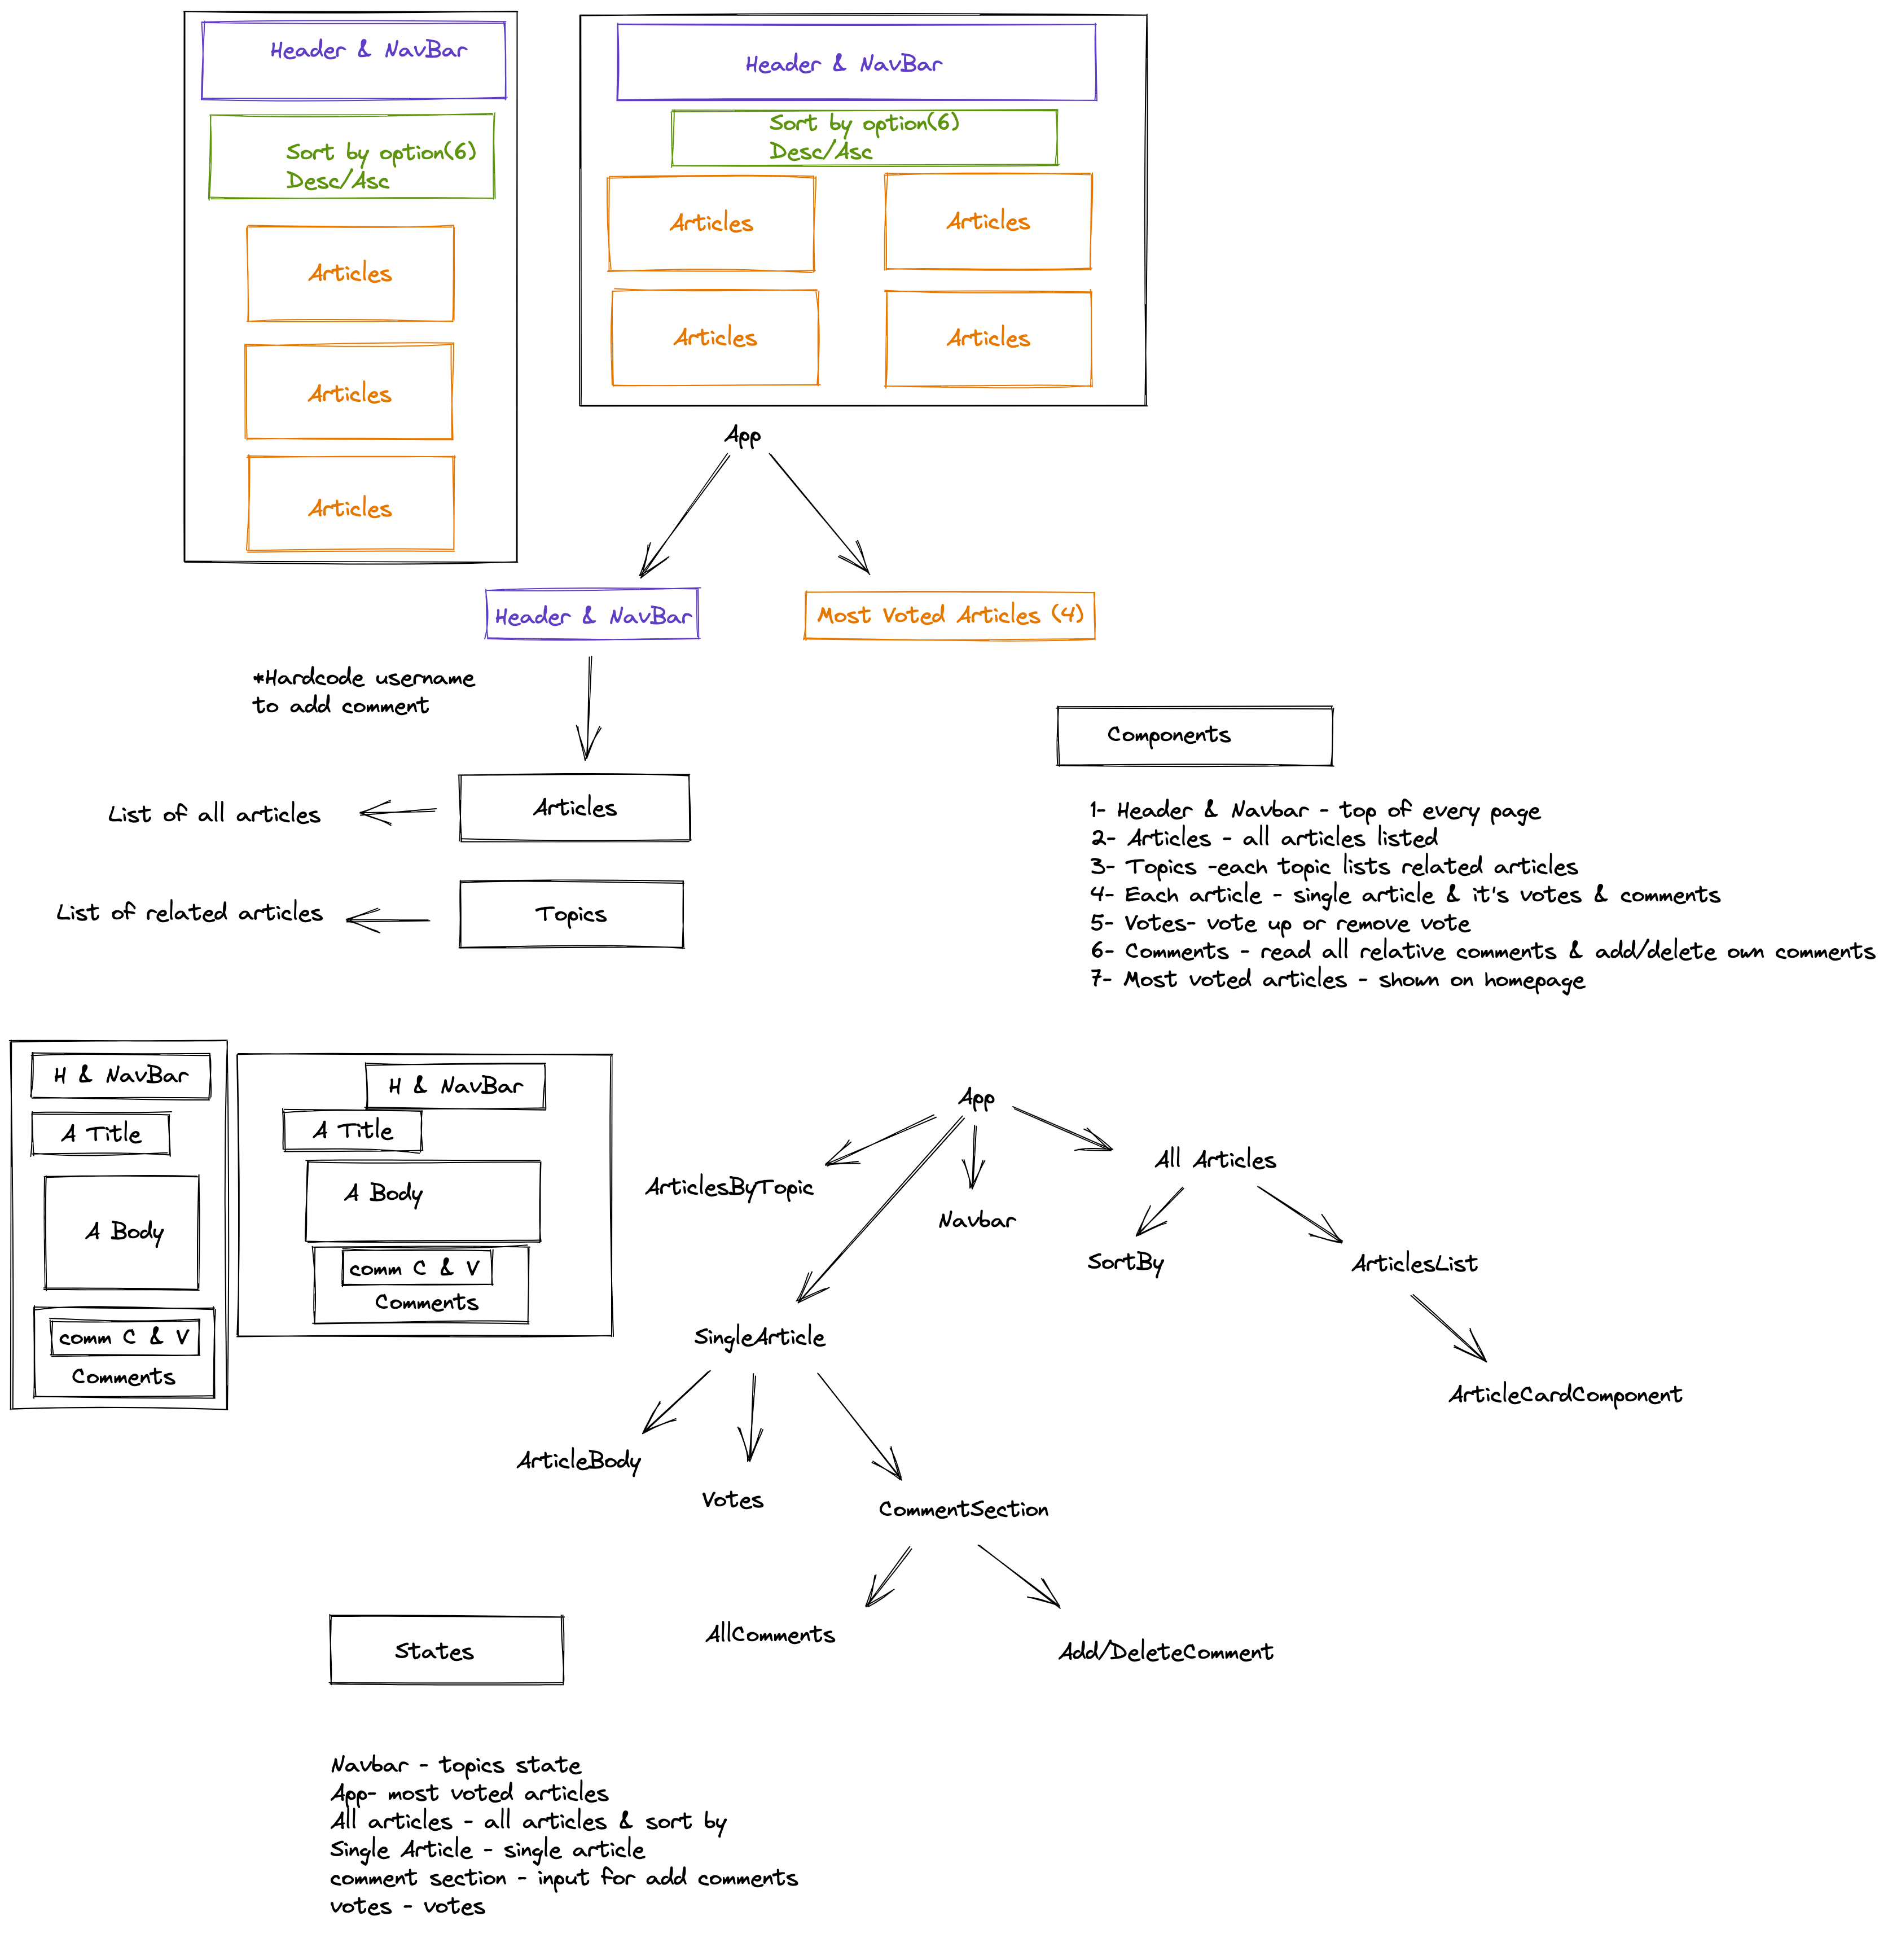 Header & NavBar
Sort by option(6)
Desc/Asc
Articles
Articles
Articles
Header & NavBar
Sort by option(6)
Desc/Asc
Articles
Articles
Articles
Articles
App
Header & NavBar
Most Voted Articles (4)
*Hardcode username
to add comment
Articles
List of all articles
Topics
List of related articles
Components
1- Header & Navbar - top of every page
2- Articles - all articles listed
3- Topics -each topic lists related articles
4- Each article - single article & it's votes & comments
5- Votes- vote up or remove vote
6- Comments - read all relative comments & add/delete own comments
7- Most voted articles - shown on homepage
H & NavBar
A Title
A Body
comm C & V
Comments
H & NavBar
A Title
A Body
comm C & V
Comments
App
ArticlesByTopic
Navbar
All Articles
SortBy
ArticlesList
ArticleCardComponent
SingleArticle
ArticleBody
Votes
CommentSection
AllComments
Add/DeleteComment
States
Navbar - topics state
App- most voted articles
All articles - all articles & sort by
Single Article - single article
comment section - input for add comments
votes - votes